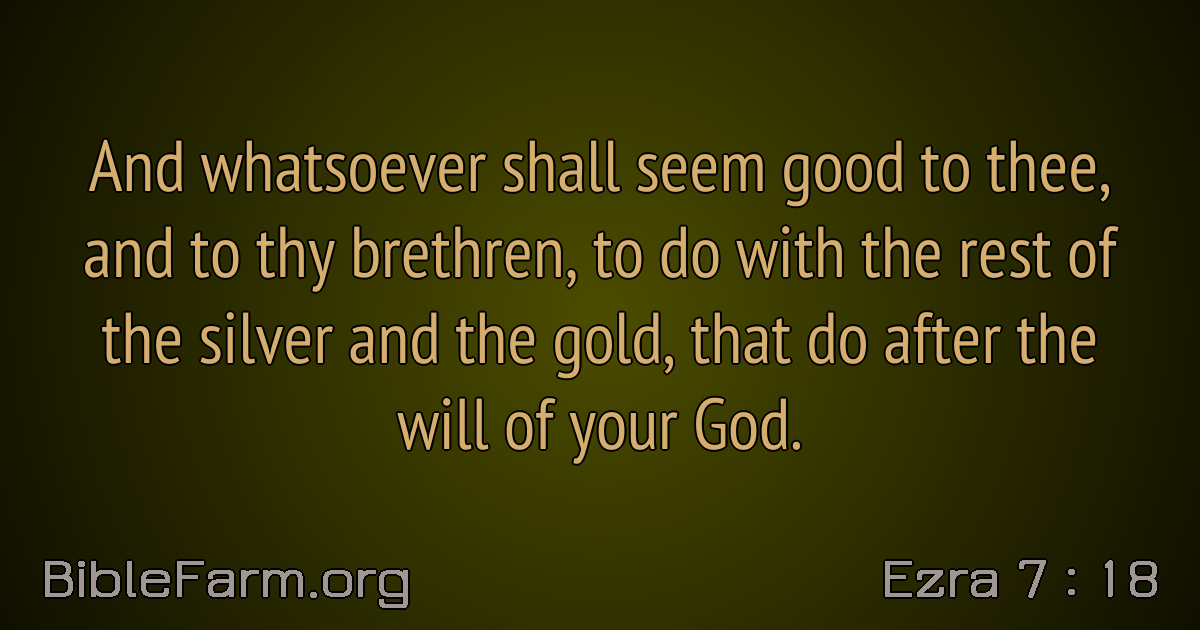 And whatsoever shall seem good to thee,
and to thy brethren, to do with the rest of
the silver and the gold, that do after the
will of your God.
BibleFarm.org
Ezra 7 : 18